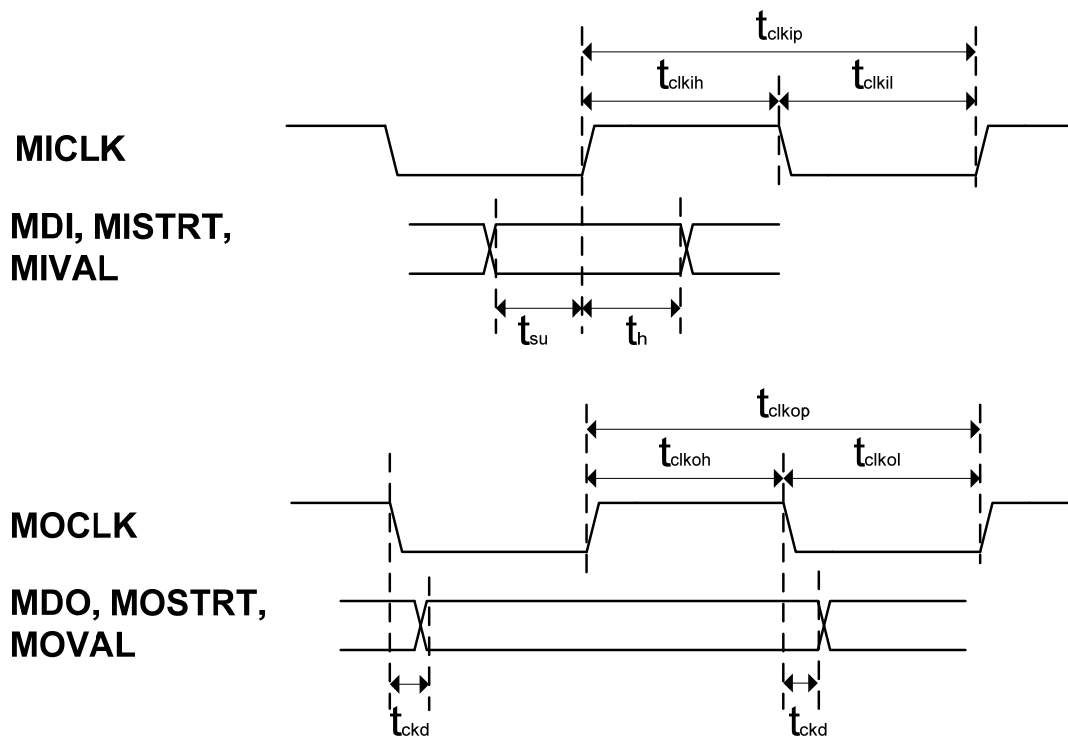 tclkip
tclkih
tclkil
MICLK
MDI, MISTRT,
MIVAL
tsu
th
tclkop
tclkoh
tclkol
MOCLK
MDO, MOSTRT,
MOVAL
tckd
tckd